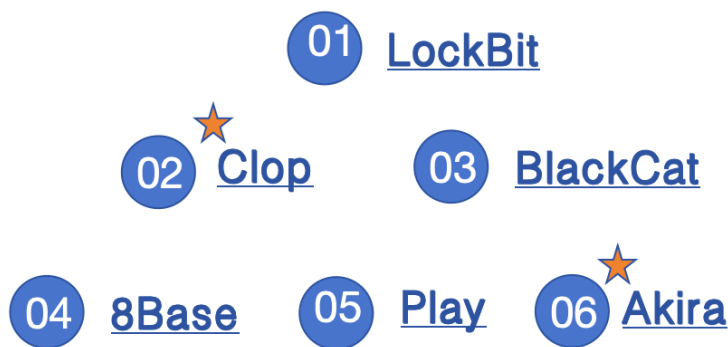 01 LockBit
02 Clop
03 BlackCat
04 8Base
05 Play
06 Akira